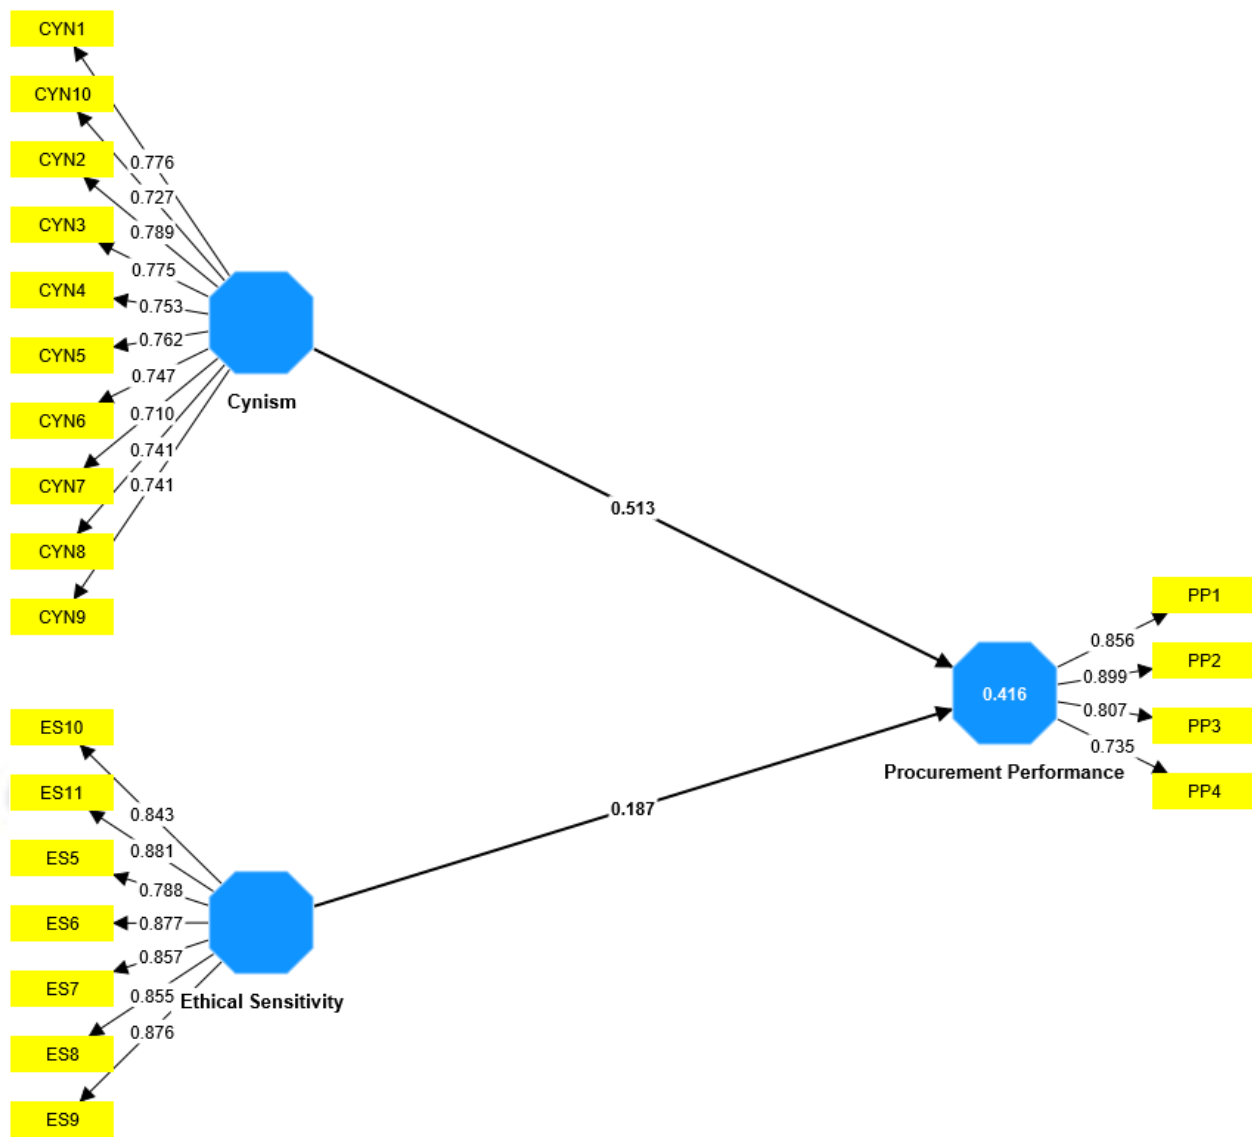 CYN1
CYN10
CYN2
CYN3
CYN4
CYN5
CYN6
CYN7
CYN8
CYN9
0.776
0.727
0.789
0.775
0.753
0.762
0.747
0.710
0.741
0.741
Cynism
0.513
ES10
ES11
ES5
ES6
ES7
ES8
ES9
0.843
0.881
0.788
0.877
0.857
0.855
0.876
Ethical Sensitivity
0.187
0.416
Procurement Performance
0.856
0.899
0.807
0.735
PP1
PP2
PP3
PP4